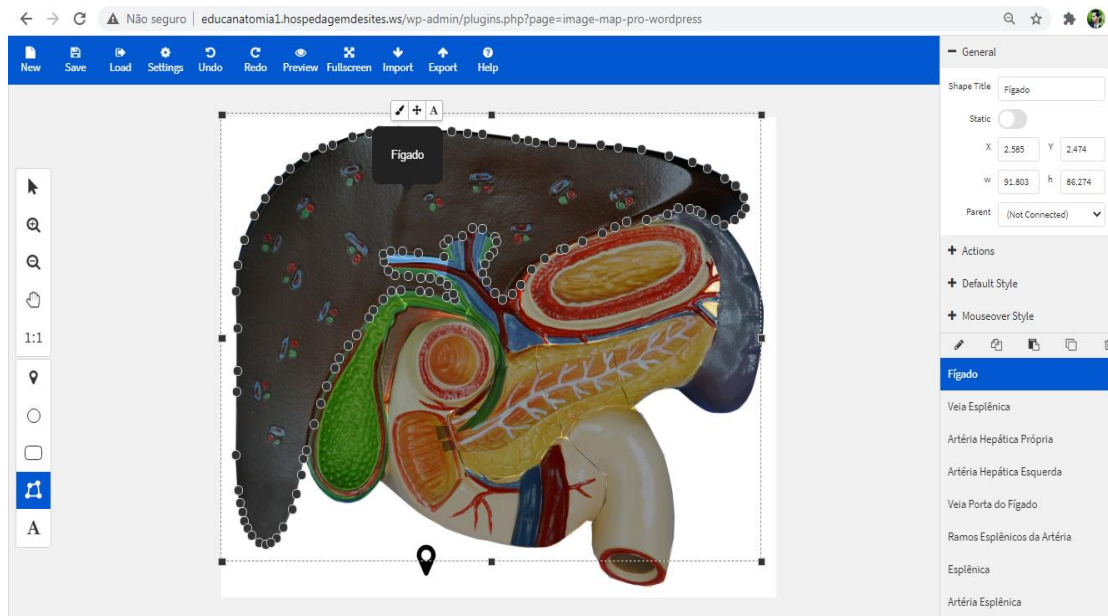 Não seguro | educanatomia1.hospedagemdesites.ws/wp-admin/plugins.php?page=image-map-pro-wordpress
New Save Load Settings Undo Redo Preview Fullscreen Import Export Help
A
Fígado
1:1
A
General
Shape Title Fígado
Static
X 2.585 Y 2.474
w 91.803 h 86.274
Parent (Not Connected)
Actions
Default Style
Mouseover Style
Fígado
Veia Esplênica
Artéria Hepática Própria
Artéria Hepática Esquerda
Veia Porta do Fígado
Ramos Esplênicos da Artéria
Esplênica
Artéria Esplênica